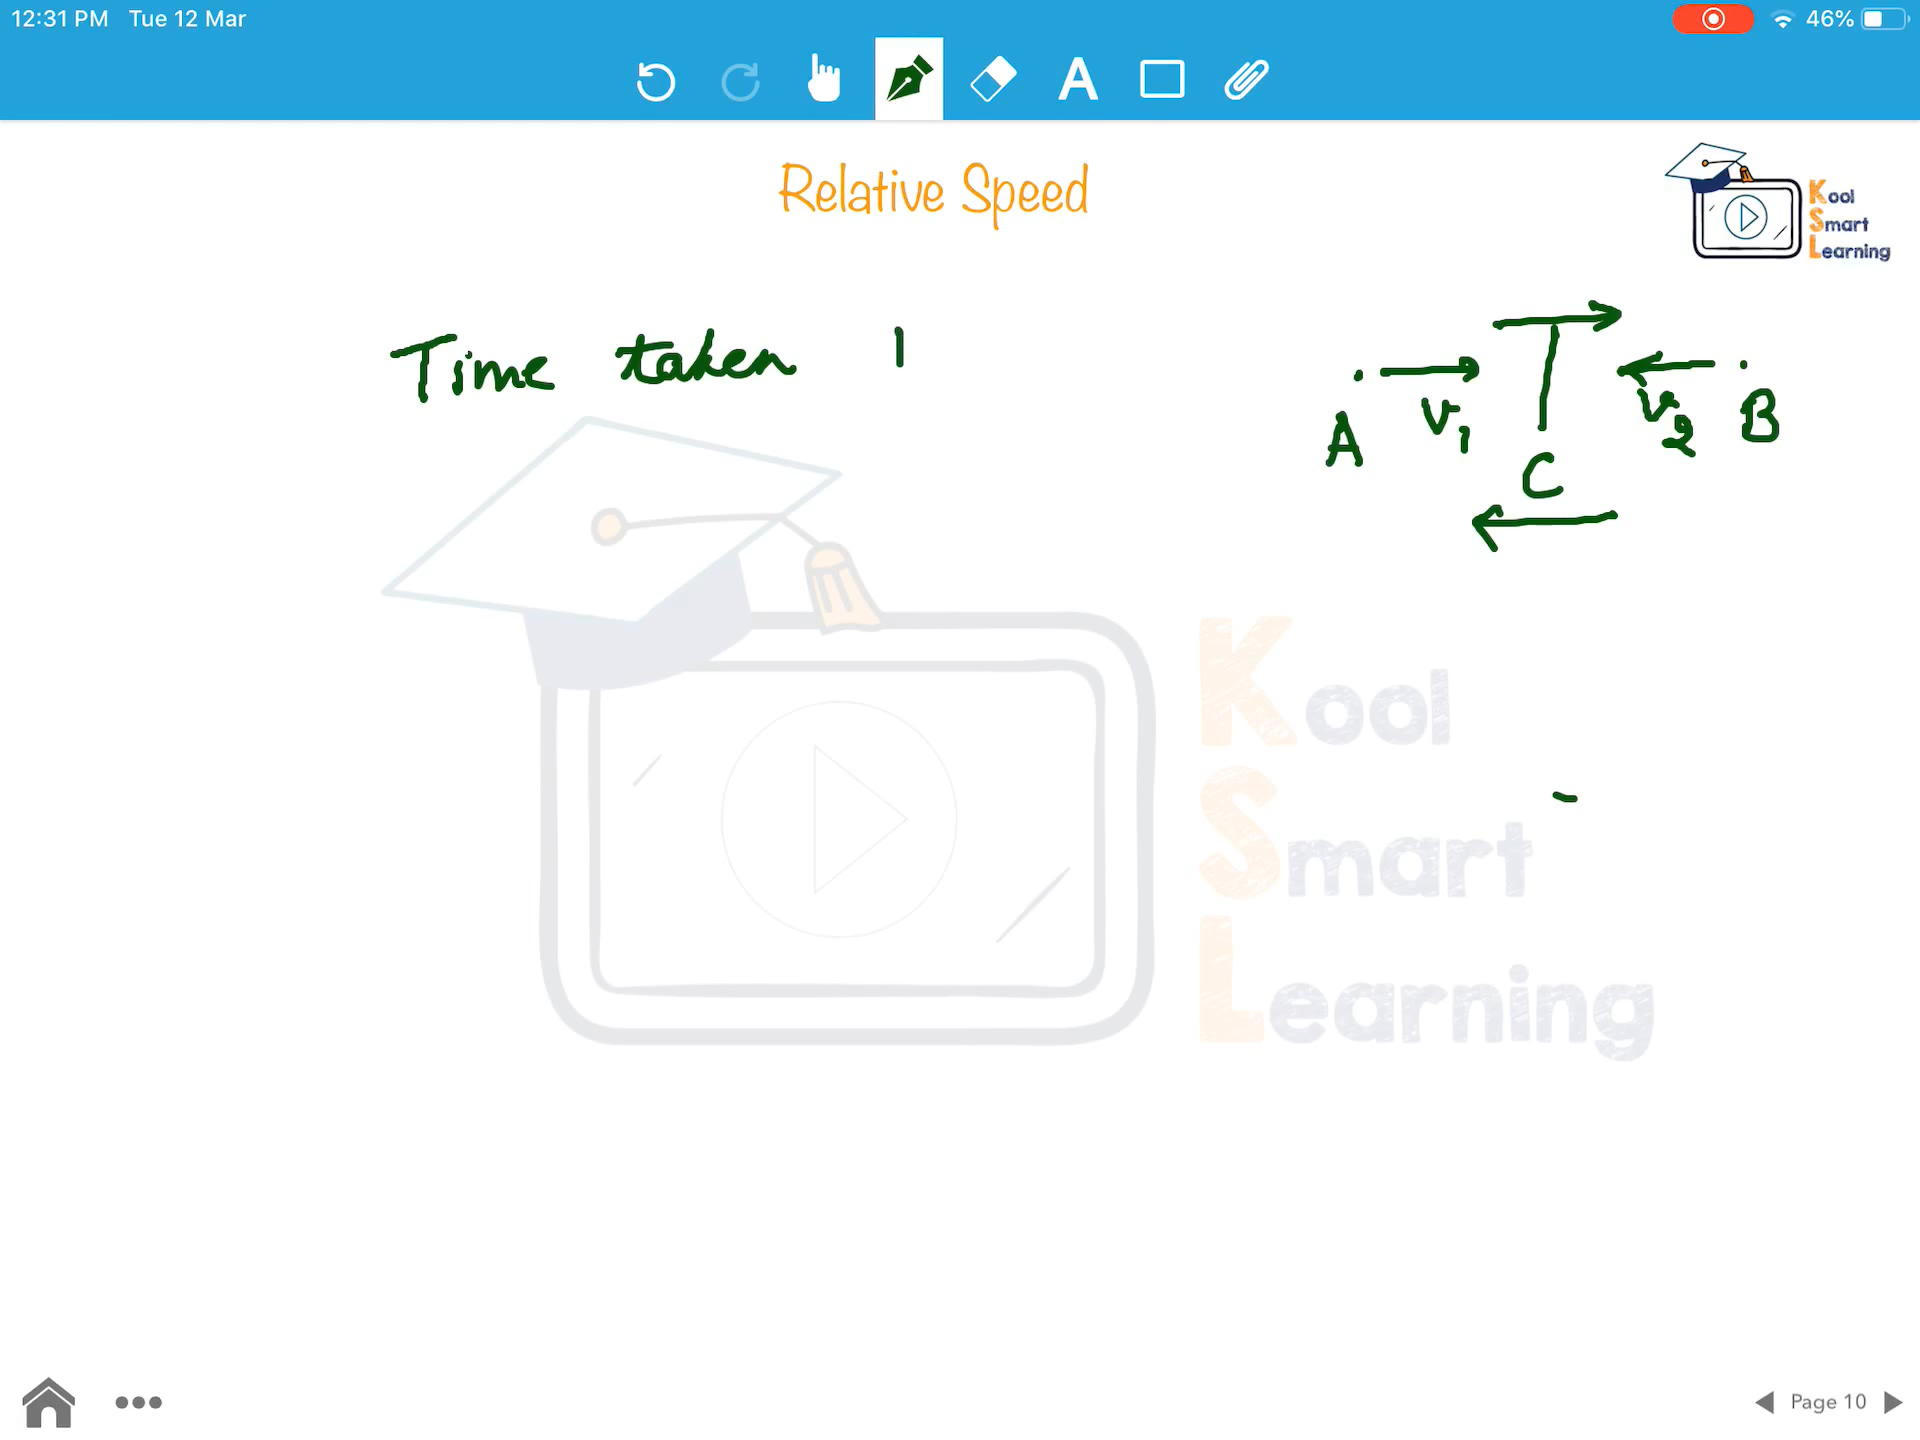 12:31 PM Tue 12 Mar
46%
A
Relative Speed
Kool
Smart
Learning
Time taken
A V1 C V2 B
Kool
Smart
Learning
Page 10